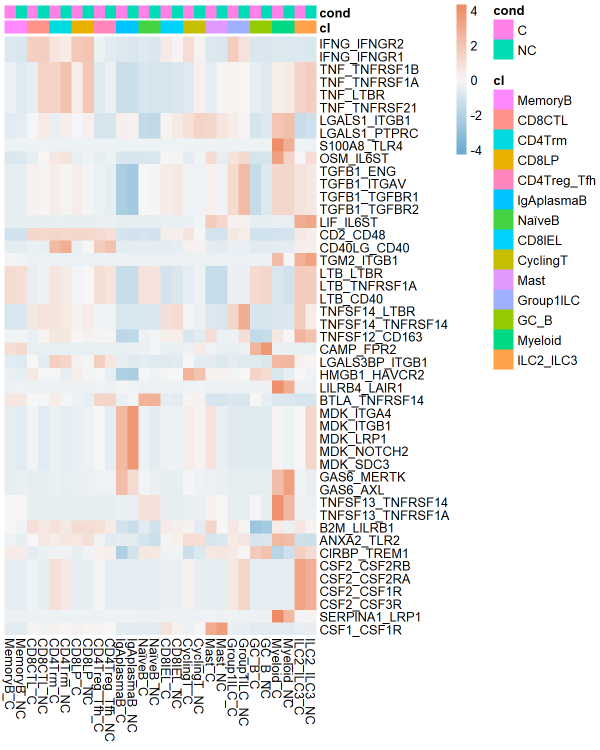 cond
cl
IFNG_IFNGR2
IFNG_IFNGR1
TNF_TNFRSF1B
TNF_TNFRSF1A
TNF_LTBR
TNF_TNFRSF21
LGALS1_ITGB1
LGALS1_PTPRC
S100A8_TLR4
OSM_IL6ST
TGFB1_ENG
TGFB1_ITGAV
TGFB1_TGFBR1
TGFB1_TGFBR2
LIF_IL6ST
CD2_CD48
CD40LG_CD40
TGM2_ITGB1
LTB_LTBR
LTB_TNFRSF1A
LTB_CD40
TNFSF14_LTBR
TNFSF14_TNFRSF14
TNFSF12_CD163
CAMP_FPR2
LGALS3BP_ITGB1
HMGB1_HAVCR2
LILRB4_LAIR1
BTLA_TNFRSF14
MDK_ITGA4
MDK_ITGB1
MDK_LRP1
MDK_NOTCH2
MDK_SDC3
GAS6_MERTK
GAS6_AXL
TNFSF13_TNFRSF14
TNFSF13_TNFRSF1A
B2M_LILRB1
ANXA2_TLR2
CIRBP_TREM1
CSF2_CSF2RB
CSF2_CSF2RA
CSF2_CSF1R
CSF2_CSF3R
SERPINA1_LRP1
CSF1_CSF1R
MemoryB_C
MemoryB_NC
CD8CTL_C
CD8CTL_NC
CD4Trm_C
CD4Trm_NC
CD8LP_C
CD8LP_NC
CD4Treg_Tfh_C
CD4Treg_Tfh_NC
IgAplasmaB_C
IgAplasmaB_NC
NaïveB_C
NaïveB_NC
CD8IEL_C
CD8IEL_NC
CyclingT_C
CyclingT_NC
Mast_C
Mast_NC
Group1ILC_C
Group1ILC_NC
GC_B_C
GC_B_NC
Myeloid_C
Myeloid_NC
ILC2_ILC3_C
ILC2_ILC3_NC
4
2
0
-2
-4
cond
C
NC
cl
MemoryB
CD8CTL
CD4Trm
CD8LP
CD4Treg_Tfh
IgAplasmaB
NaïveB
CD8IEL
CyclingT
Mast
Group1ILC
GC_B
Myeloid
ILC2_ILC3